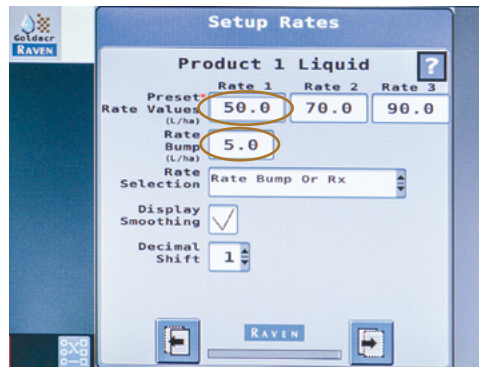 Setup Rates
Goldacr
RAVEN
Product 1 Liquid
?
Rate 1 Rate 2 Rate 3
Preset*
Rate Values 50.0 70.0 90.0
(L/ha)
Rate
Bump 5.0
(L/ha)
Rate
Selection Rate Bump Or Rx
Display
Smoothing
Decimal
Shift 1
RAVEN